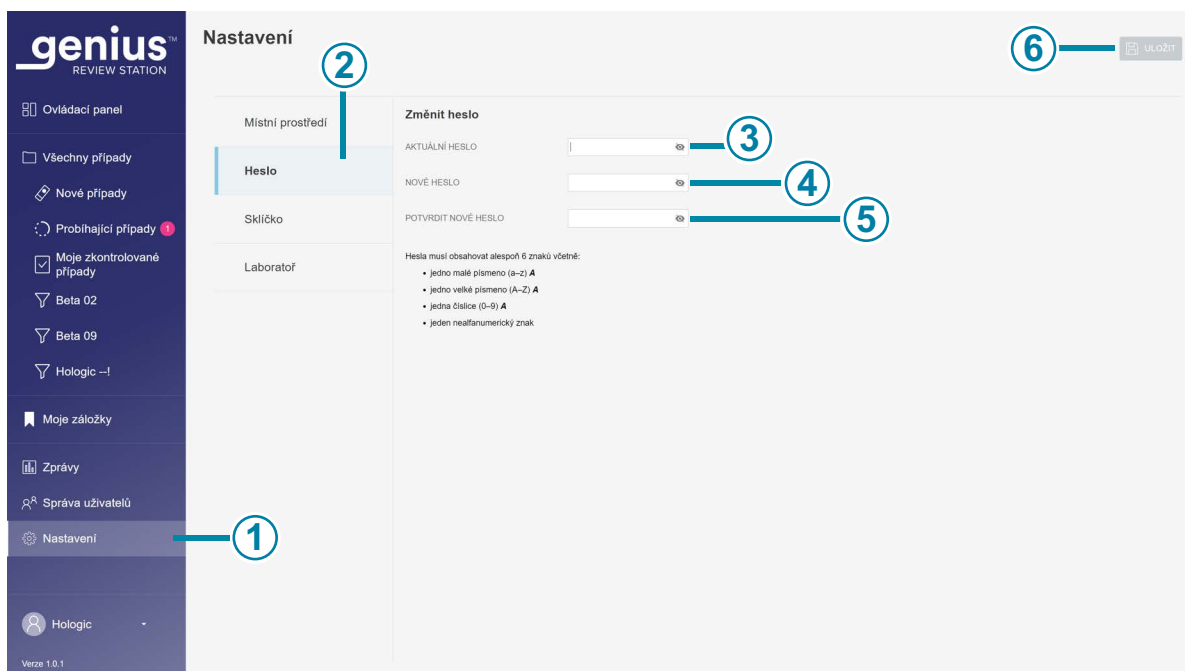 genius™
REVIEW STATION
Ovládací panel
Všechny případy
Nové případy
Probíhající případy 1
Moje zkontrolované
případy
Beta 02
Beta 09
Hologic --!
Moje záložky
Zprávy
Správa uživatelů
Nastavení
1
Hologic
Verze 1.0.1
Nastavení
2
6
ULOŽIT
Místní prostředí
Heslo
Sklíčko
Laboratoř
Změnit heslo
AKTUÁLNÍ HESLO
3
NOVÉ HESLO
4
POTVRDIT NOVÉ HESLO
5
Hesla musí obsahovat alespoň 6 znaků včetně:
• jedno malé písmeno (a–z) A
• jedno velké písmeno (A–Z) A
• jedna číslice (0–9) A
• jeden nealfanumerický znak